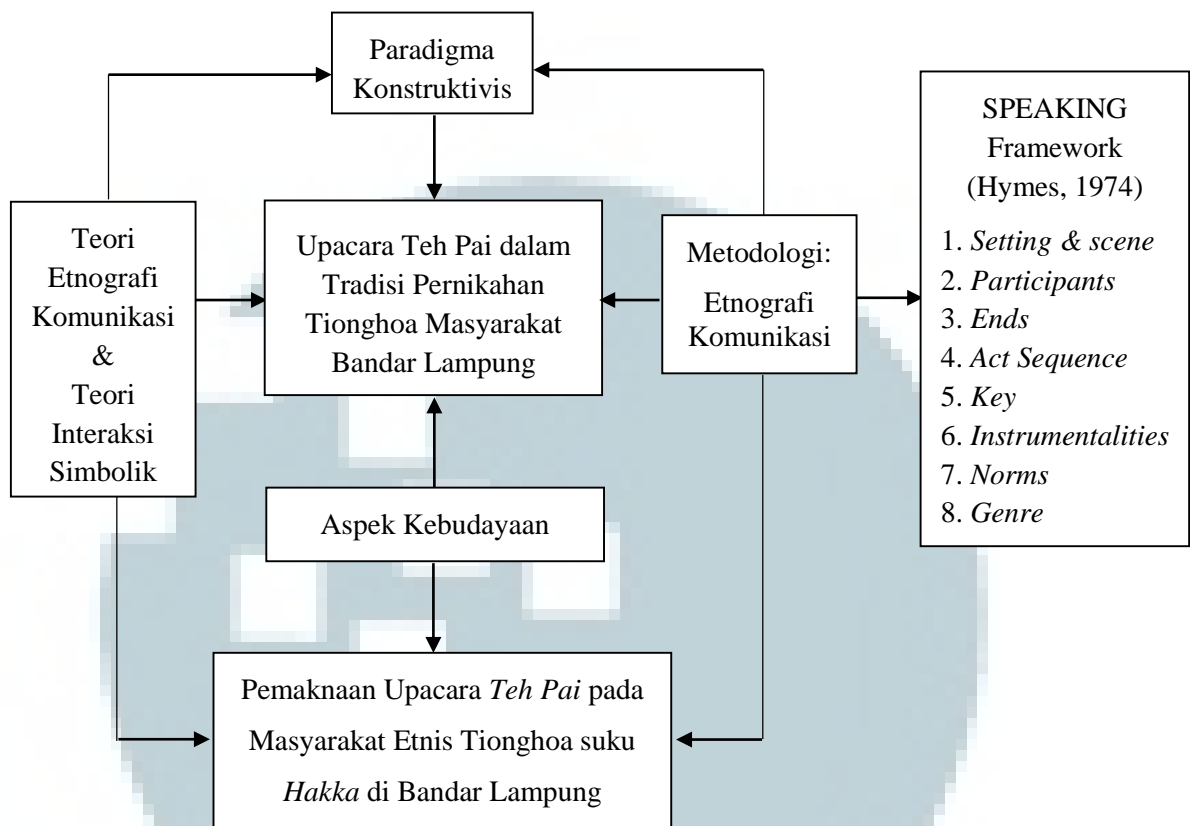 Paradigma
Konstruktivis
Teori
Etnografi
Komunikasi
&
Teori
Interaksi
Simbolik
Upacara Teh Pai dalam
Tradisi Pernikahan
Tionghoa Masyarakat
Bandar Lampung
Metodologi:
Etnografi
Komunikasi
SPEAKING
Framework
(Hymes, 1974)
1. Setting & scene
2. Participants
3. Ends
4. Act Sequence
5. Key
6. Instrumentalities
7. Norms
8. Genre
Aspek Kebudayaan
Pemaknaan Upacara Teh Pai pada
Masyarakat Etnis Tionghoa suku
Hakka di Bandar Lampung